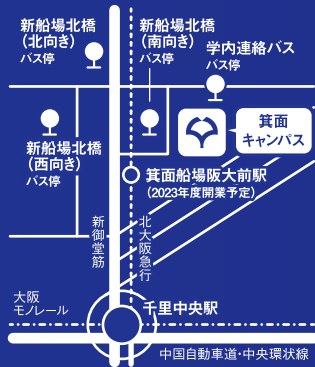 新船場北橋
（北向き）
バス停
新船場北橋
（南向き）
バス停
学内連絡バス
バス停
箕面
キャンパス
新船場北橋
（西向き）
バス停
箕面船場阪大前駅
（2023年度開業予定）
新御堂筋
北大阪急行
大阪
モノレール
千里中央駅
中国自動車道・中央環状線